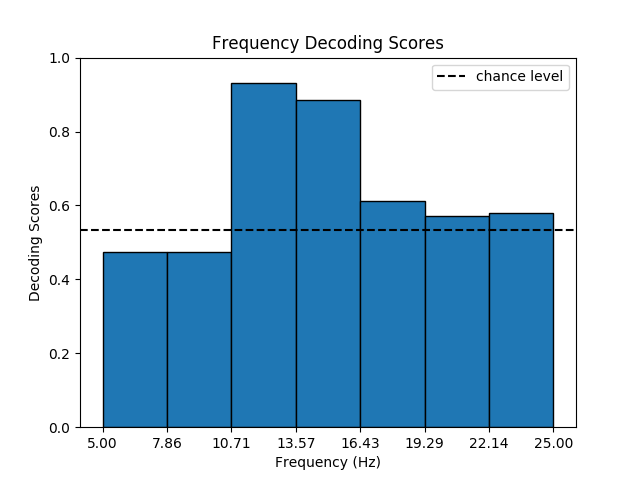 Frequency Decoding Scores
chance level
Decoding Scores
1.0
0.8
0.6
0.4
0.2
0.0
5.00 7.86 10.71 13.57 16.43 19.29 22.14 25.00
Frequency (Hz)